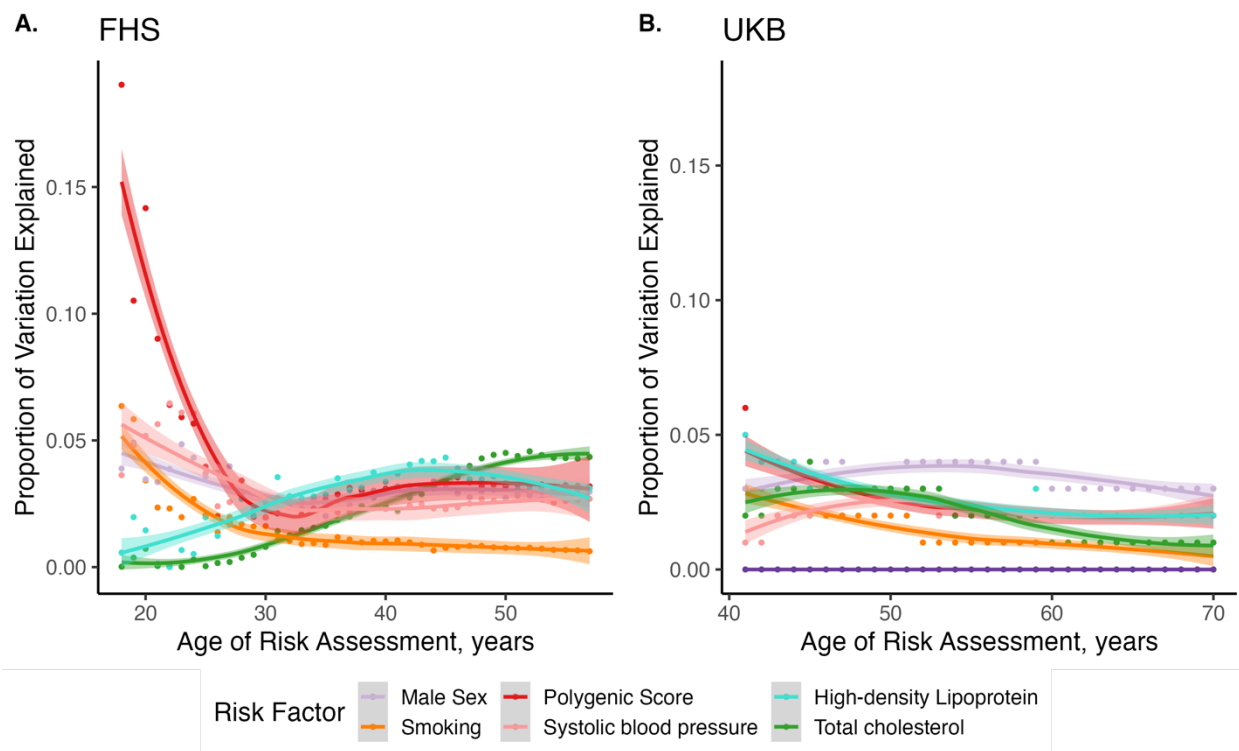 A. FHS
B. UKB
Proportion of Variation Explained
0.15
0.10
0.05
0.00
20 30 40 50
Age of Risk Assessment, years
Proportion of Variation Explained
0.15
0.10
0.05
0.00
40 50 60 70
Age of Risk Assessment, years
Risk Factor
Male Sex Polygenic Score High-density Lipoprotein
Smoking Systolic blood pressure Total cholesterol